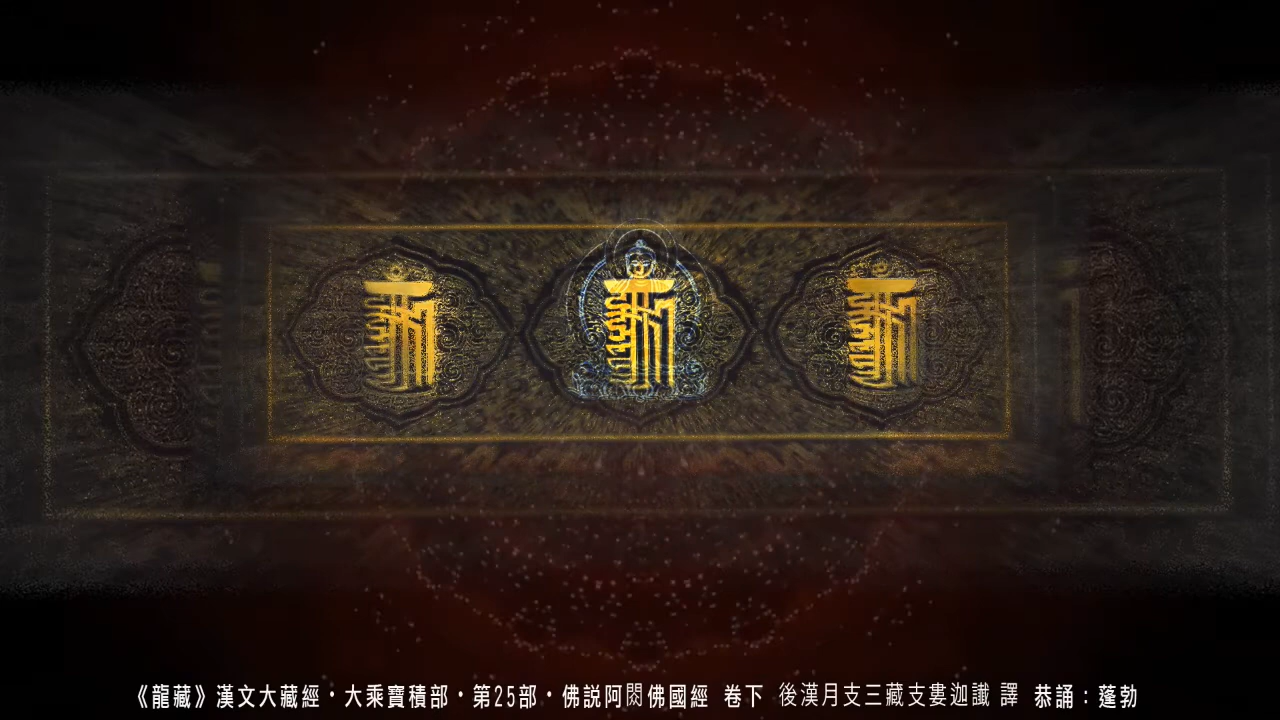 《龍藏》漢文大藏經・大乘寶積部・第25部・佛説阿閦佛國經 卷下 後漢月支三藏支婁迦讖 譯 恭誦：蓬勃